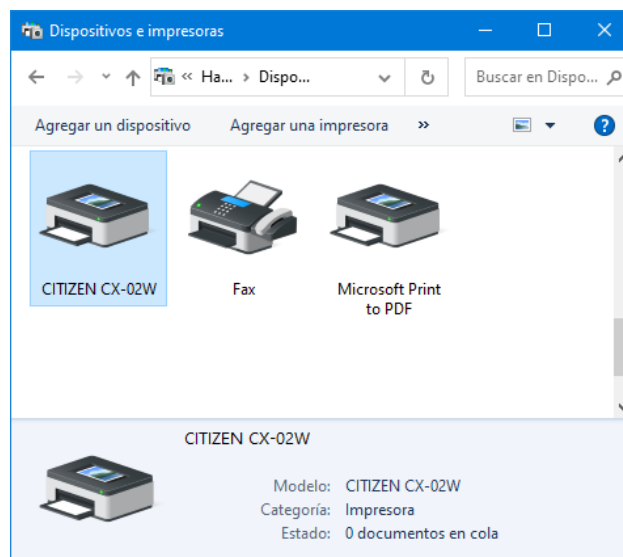 Dispositivos e impresoras
« Ha... › Dispo...
Buscar en Dispo...
Agregar un dispositivo Agregar una impresora »
?
CITIZEN CX-02W
Fax
Microsoft Print
to PDF
CITIZEN CX-02W
Modelo: CITIZEN CX-02W
Categoría: Impresora
Estado: 0 documentos en cola